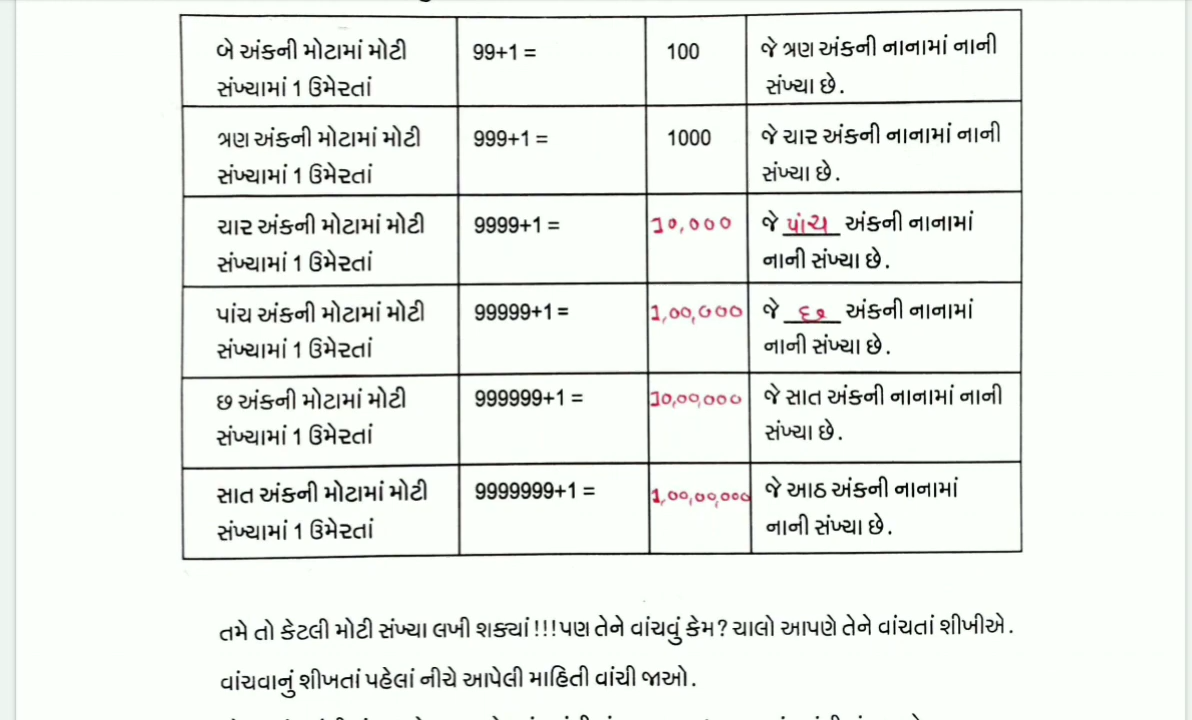 બે અંકની મોટામાં મોટી 99+1 = 100 જે ત્રણ અંકની નાનામાં નાની
સંખ્યામાં 1 ઉમેરતાં સંખ્યા છે.
ત્રણ અંકની મોટામાં મોટી 999+1 = 1000 જે ચાર અંકની નાનામાં નાની
સંખ્યામાં 1 ઉમેરતાં સંખ્યા છે.
ચાર અંકની મોટામાં મોટી 9999+1 = 10,000 જે પાંચ અંકની નાનામાં
સંખ્યામાં 1 ઉમેરતાં નાની સંખ્યા છે.
પાંચ અંકની મોટામાં મોટી 99999+1 = 1,00,000 જે છ અંકની નાનામાં
સંખ્યામાં 1 ઉમેરતાં નાની સંખ્યા છે.
છ અંકની મોટામાં મોટી 999999+1 = 10,00,000 જે સાત અંકની નાનામાં નાની
સંખ્યામાં 1 ઉમેરતાં સંખ્યા છે.
સાત અંકની મોટામાં મોટી 9999999+1 = 1,00,00,000 જે આઠ અંકની નાનામાં
સંખ્યામાં 1 ઉમેરતાં નાની સંખ્યા છે.
તમે તો કેટલી મોટી સંખ્યા લખી શક્યાં!!!પણ તેને વાંચવું કેમ? ચાલો આપણે તેને વાંચતાં શીખીએ.
વાંચવાનું શીખતાં પહેલાં નીચે આપેલી માહિતી વાંચી જાઓ.